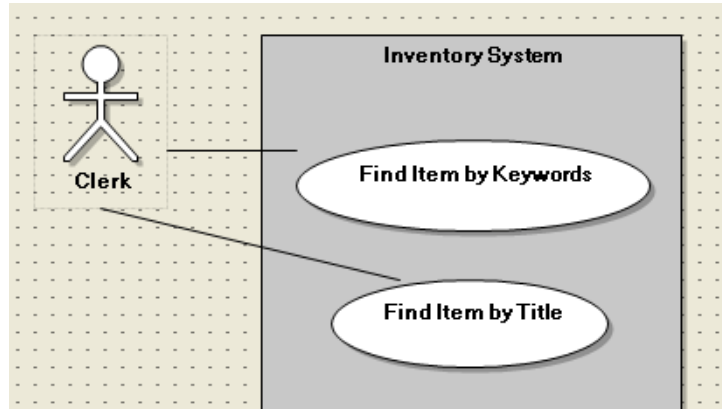 Inventory System
Find Item by Keywords
Clerk
Find Item by Title